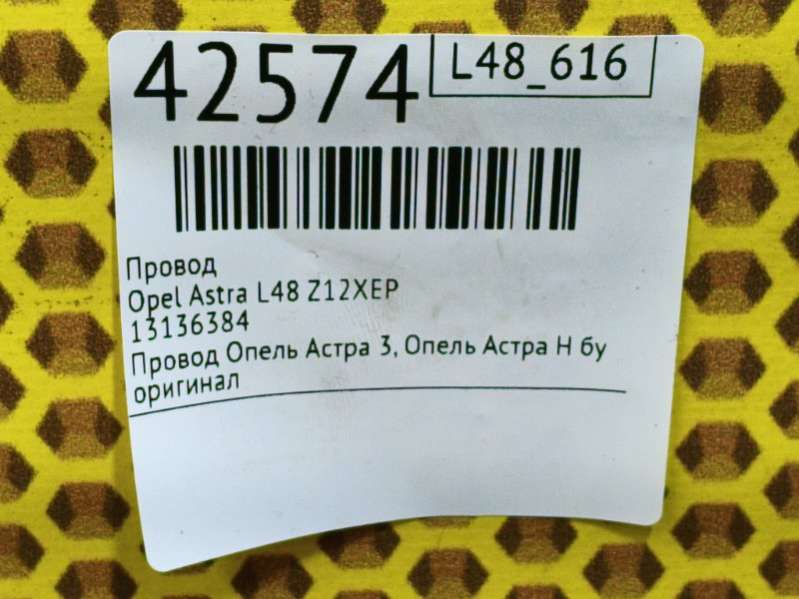 42574
L48_616
Провод
Opel Astra L48 Z12XEP
13136384
Провод Опель Астра 3, Опель Астра H бу
оригинал